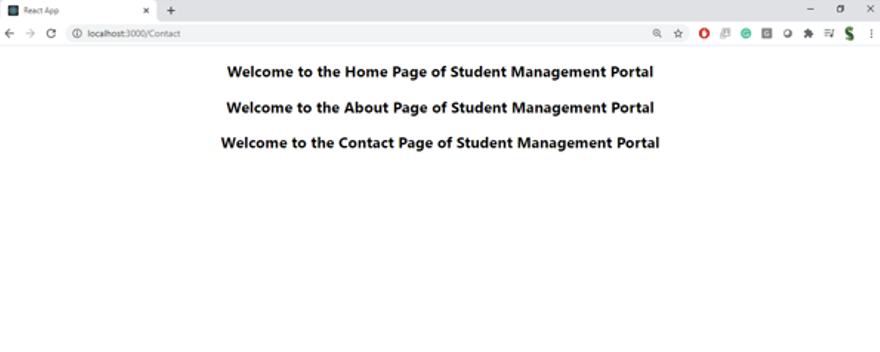 React App
localhost:3000/Contact
Welcome to the Home Page of Student Management Portal
Welcome to the About Page of Student Management Portal
Welcome to the Contact Page of Student Management Portal